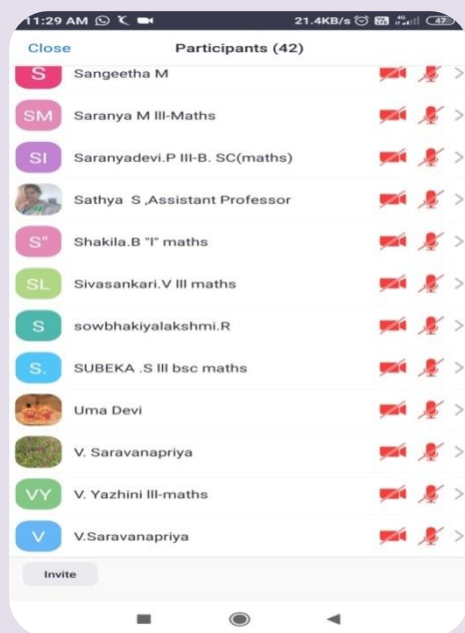 11:29 AM 21.4KB/s 4G 47
Close Participants (42)
S Sangeetha M
SM Saranya M III-Maths
SI Saranyadevi.P III-B. SC(maths)
Sathya S ,Assistant Professor
S" Shakila.B "I" maths
SL Sivasankari.V III maths
S sowbhakiyalakshmi.R
S. SUBEKA .S III bsc maths
Uma Devi
V. Saravanapriya
VY V. Yazhini III-maths
V V.Saravanapriya
Invite